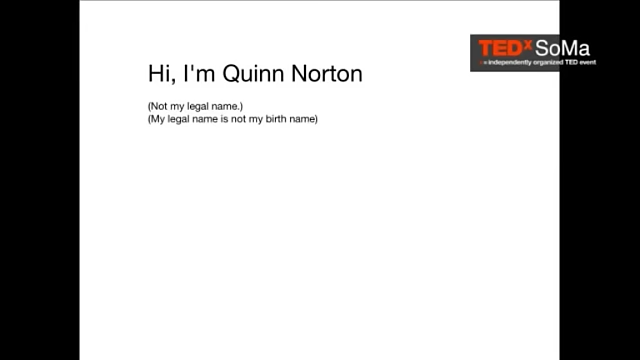 TEDxSoMa
x = independently organized TED event
Hi, I'm Quinn Norton
(Not my legal name.)
(My legal name is not my birth name)